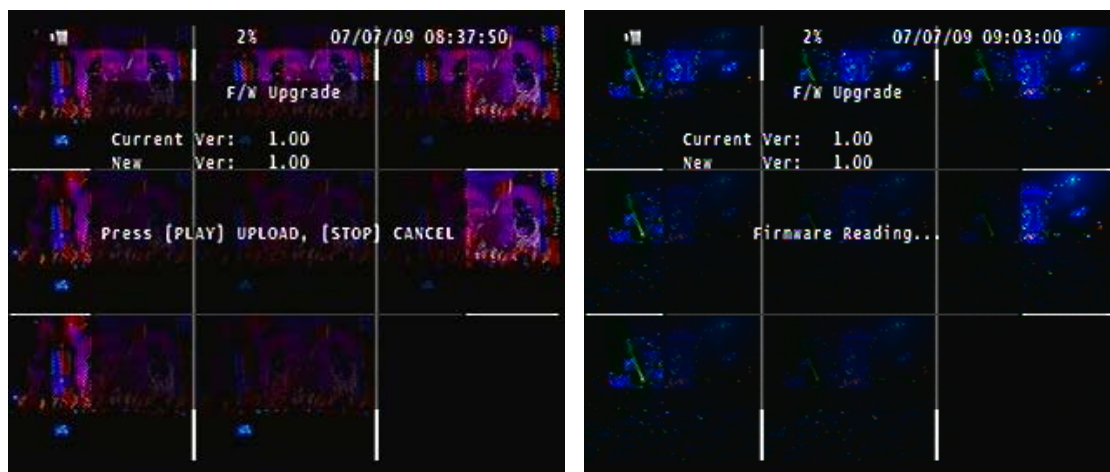 2% 07/07/09 08:37:50
F/W Upgrade
Current Ver: 1.00
New Ver: 1.00
Press [PLAY] UPLOAD, [STOP] CANCEL
2% 07/07/09 09:03:00
F/W Upgrade
Current Ver: 1.00
New Ver: 1.00
Firmware Reading...